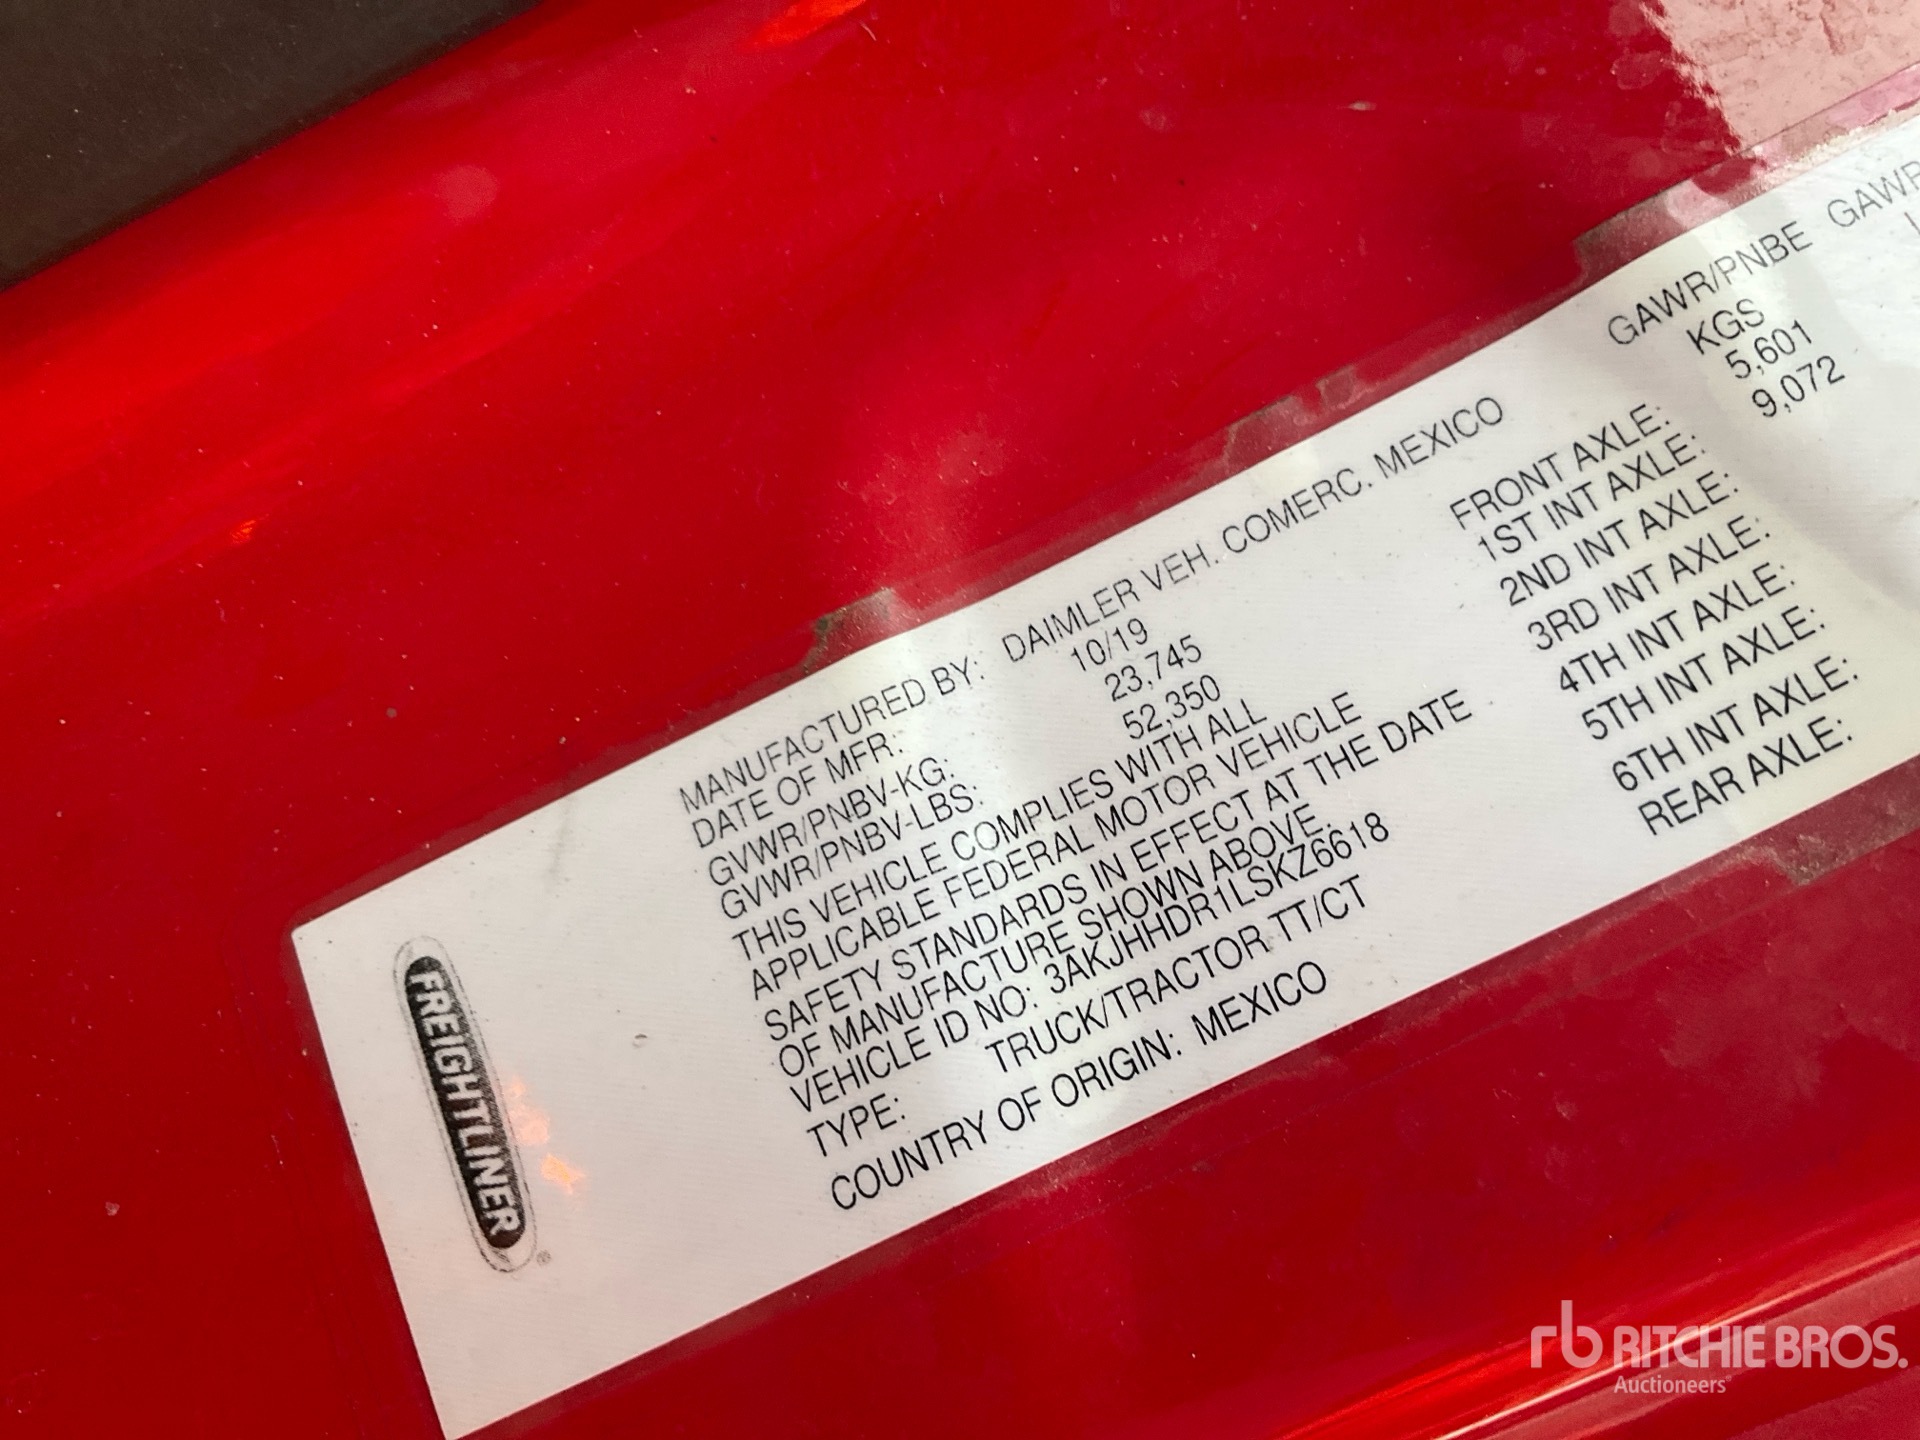 FREIGHTLINER®
MANUFACTURED BY: DAIMLER VEH. COMERC. MEXICO
DATE OF MFR: 10/19
GVWR/PNBV-KG: 23,745
GVWR/PNBV-LBS: 52,350
THIS VEHICLE COMPLIES WITH ALL
APPLICABLE FEDERAL MOTOR VEHICLE
SAFETY STANDARDS IN EFFECT AT THE DATE
OF MANUFACTURE SHOWN ABOVE.
VEHICLE ID NO: 3AKJHHDR1LSKZ6618
TYPE: TRUCK/TRACTOR TT/CT
COUNTRY OF ORIGIN: MEXICO
GAWR/PNBE GAWR
KGS
FRONT AXLE: 5,601
1ST INT AXLE: 9,072
2ND INT AXLE:
3RD INT AXLE:
4TH INT AXLE:
5TH INT AXLE:
6TH INT AXLE:
REAR AXLE:
rb RITCHIE BROS.
Auctioneers